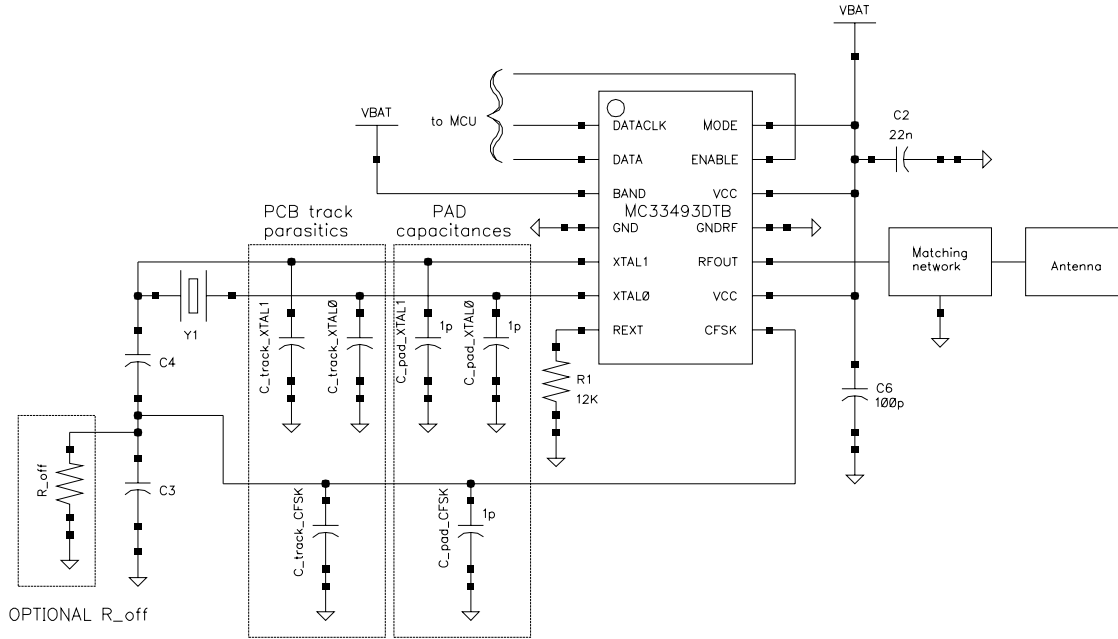 VBAT
C2
22n
to MCU
VBAT
DATACLK
MODE
DATA
ENABLE
BAND
VCC
MC33493DTB
GND
GNDRF
XTAL1
RFOUT
XTAL0
VCC
REXT
CFSK
PCB track
parasitics
PAD
capacitances
Matching
network
Antenna
Y1
C_track_XTAL1
C_track_XTAL0
C_pad_XTAL1
1p
C_pad_XTAL0
1p
C4
R1
12K
C6
100p
R_off
C3
C_track_CFSK
C_pad_CFSK
1p
OPTIONAL R_off